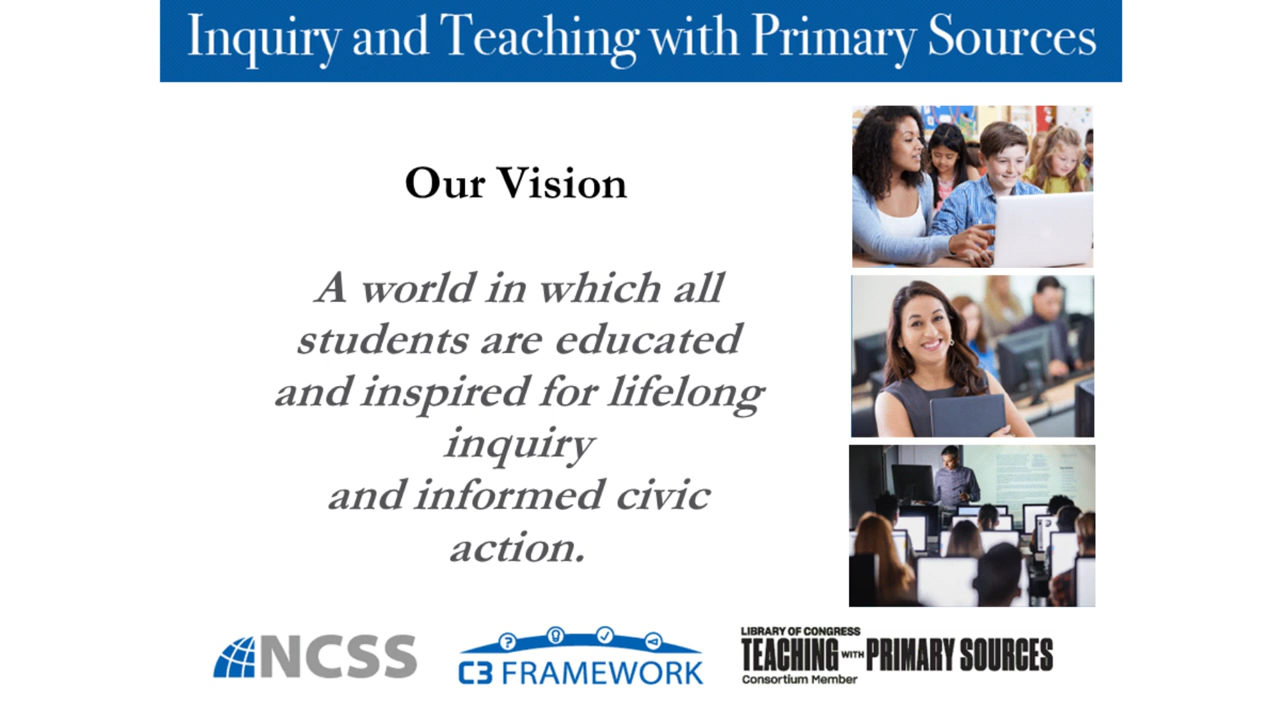 Inquiry and Teaching with Primary Sources
Our Vision
A world in which all
students are educated
and inspired for lifelong
inquiry
and informed civic
action.
NCSS
C3 FRAMEWORK
LIBRARY OF CONGRESS
TEACHING WITH PRIMARY SOURCES
Consortium Member